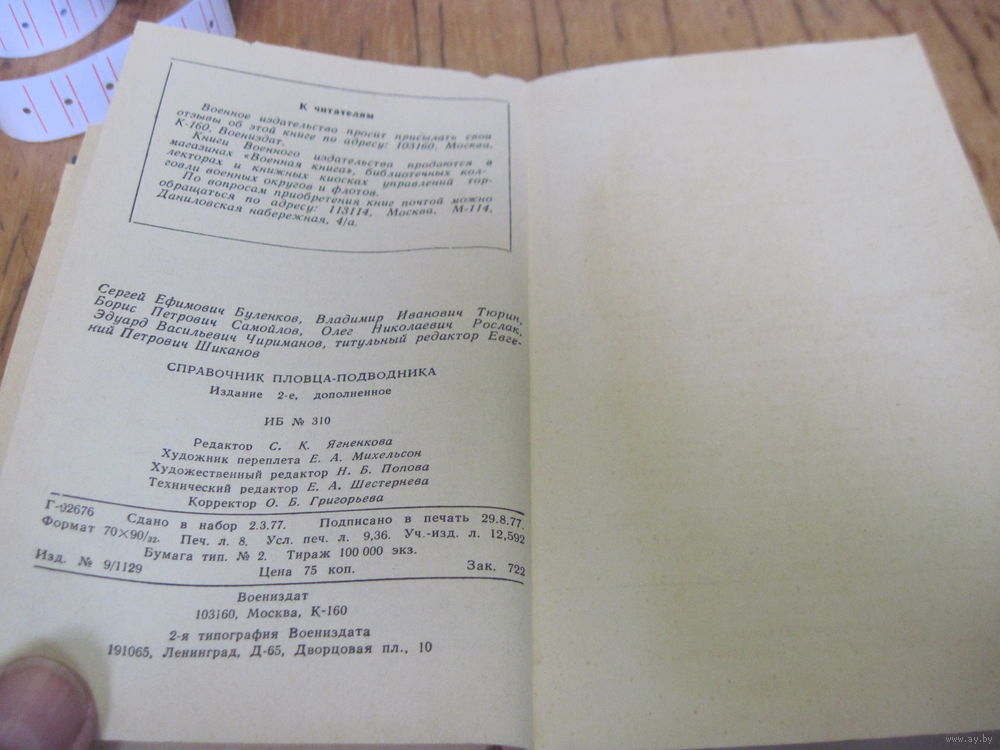 К читателям
Военное издательство просит присылать свои
отзывы об этой книге по адресу: 103160, Москва,
К-160, Воениздат.
Книги Военного издательства продаются в
магазинах «Военная книга», библиотечных кол-
лекторах и книжных киосках управлений тор-
говли военных округов и флотов.
По вопросам приобретения книг почтой можно
обращаться по адресу: 113114, Москва, М-114,
Даниловская набережная, 4/а.
Сергей Ефимович Буленков, Владимир Иванович Тюрин,
Борис Петрович Самойлов, Олег Николаевич Рослак,
Эдуард Васильевич Чириманов, титульный редактор Евге-
ний Петрович Шиканов
СПРАВОЧНИК ПЛОВЦА-ПОДВОДНИКА
Издание 2-е, дополненное
ИБ № 310
Редактор С. К. Ягненкова
Художник переплета Е. А. Михельсон
Художественный редактор Н. Б. Попова
Технический редактор Е. А. Шестернева
Корректор О. Б. Григорьева
Г-92676 Сдано в набор 2.3.77. Подписано в печать 29.8.77.
Формат 70×90/32. Печ. л. 8. Усл. печ. л. 9,36. Уч.-изд. л. 12,592
Бумага тип. № 2. Тираж 100 000 экз.
Изд. № 9/1129 Цена 75 коп. Зак. 722
Воениздат
103160, Москва, К-160
2-я типография Воениздата
191065, Ленинград, Д-65, Дворцовая пл., 10
www.ay.by